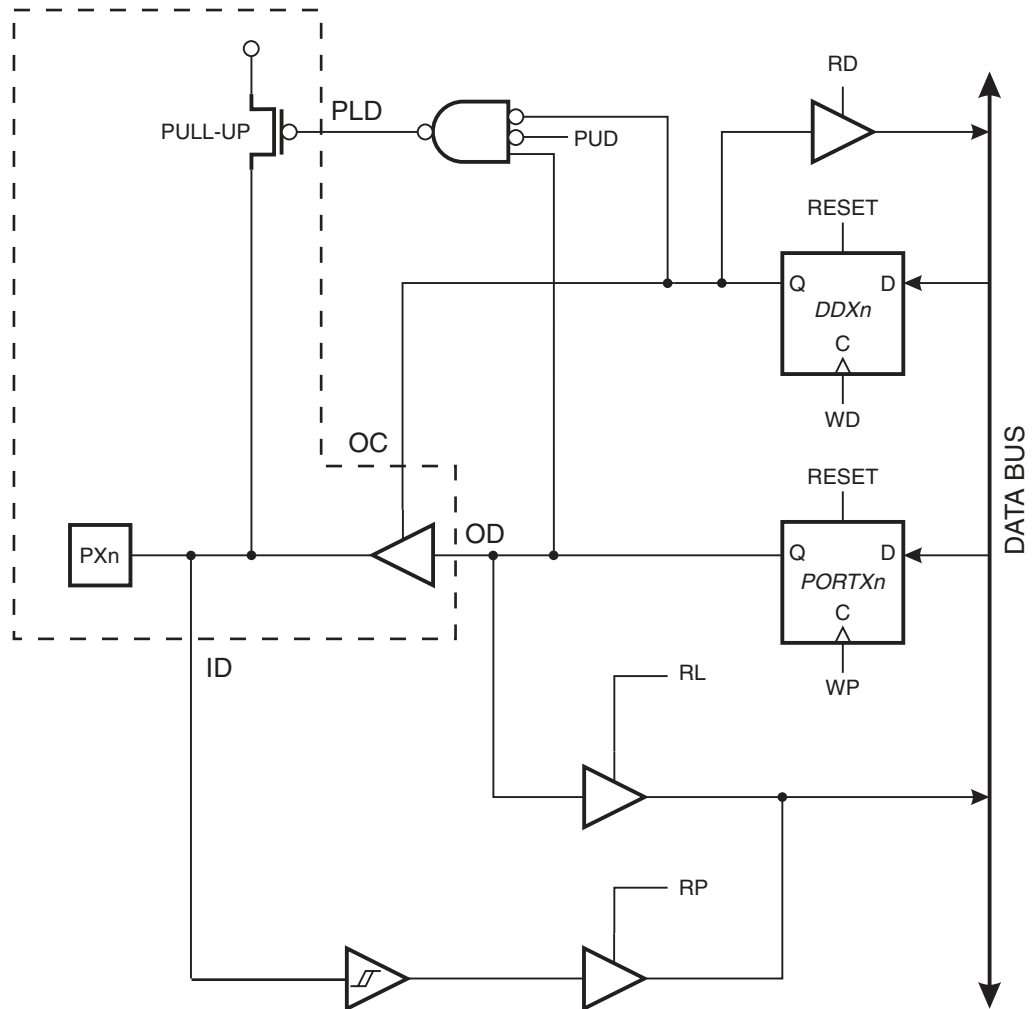 RD
PLD
PULL-UP
PUD
RESET
Q
D
DDXn
C
WD
OC
RESET
DATA BUS
PXn
OD
Q
D
PORTXn
C
WP
ID
RL
RP